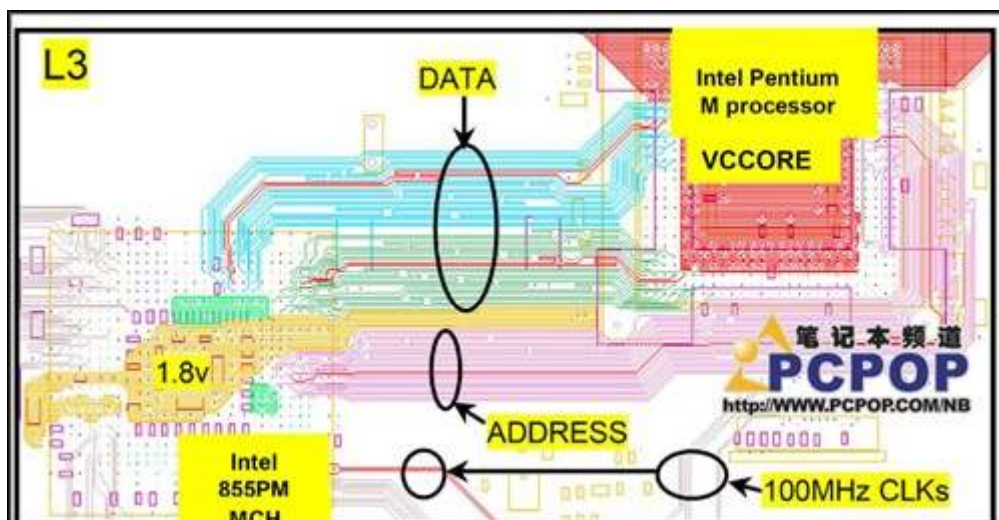 L3
DATA
Intel Pentium
M processor
VCCORE
1.8v
笔记本频道
PCPOP
http://WWW.PCPOP.COM/NB
ADDRESS
Intel
855PM
MCH
100MHz CLKs